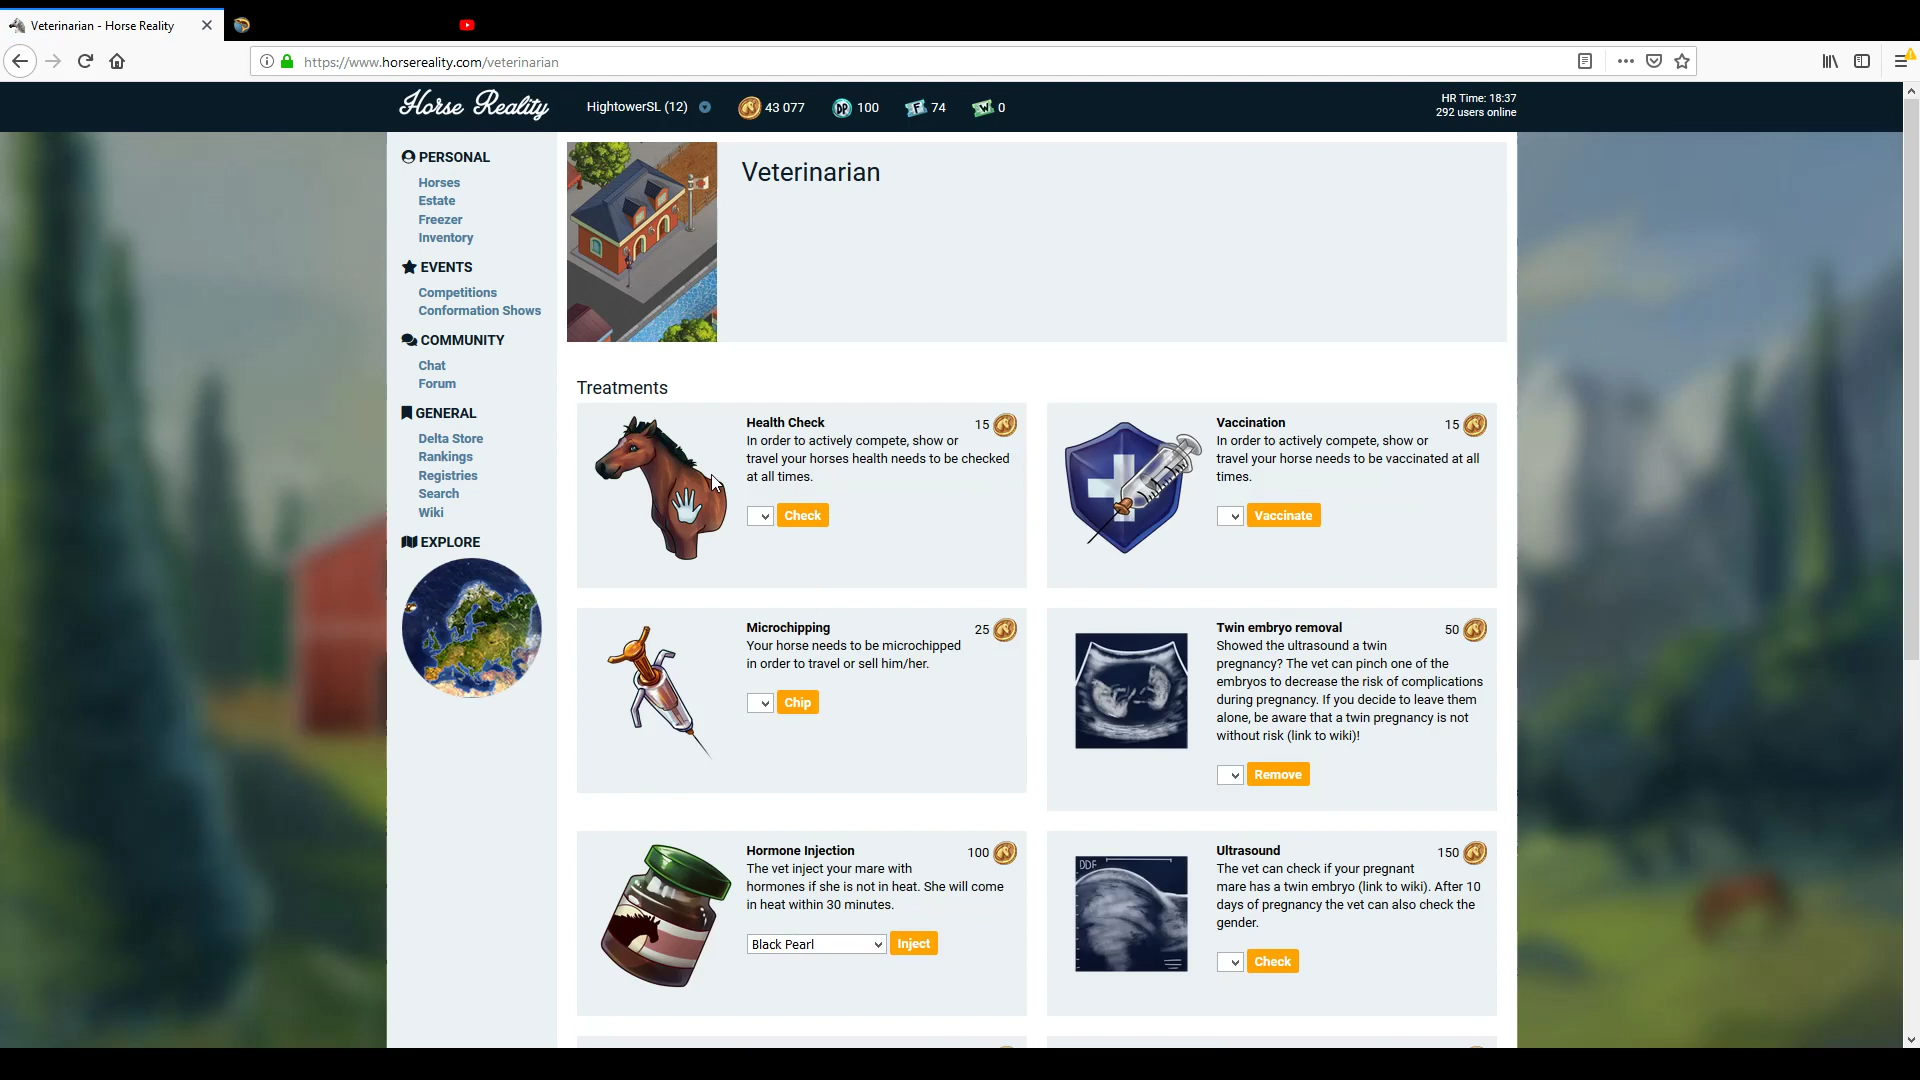 Veterinarian - Horse Reality
https://www.horsereality.com/veterinarian
Horse Reality
HightowerSL (12)
43 077
DP
100
F
74
W
0
HR Time: 18:37
292 users online
PERSONAL
Horses
Estate
Freezer
Inventory
EVENTS
Competitions
Conformation Shows
COMMUNITY
Chat
Forum
GENERAL
Delta Store
Rankings
Registries
Search
Wiki
EXPLORE
Veterinarian
Treatments
Health Check
15
In order to actively compete, show or
travel your horses health needs to be checked
at all times.
Check
Vaccination
15
In order to actively compete, show or
travel your horse needs to be vaccinated at all
times.
Vaccinate
Microchipping
25
Your horse needs to be microchipped
in order to travel or sell him/her.
Chip
Twin embryo removal
50
Showed the ultrasound a twin
pregnancy? The vet can pinch one of the
embryos to decrease the risk of complications
during pregnancy. If you decide to leave them
alone, be aware that a twin pregnancy is not
without risk (link to wiki)!
Remove
Hormone Injection
100
The vet inject your mare with
hormones if she is not in heat. She will come
in heat within 30 minutes.
Black Pearl
Inject
Ultrasound
150
The vet can check if your pregnant
mare has a twin embryo (link to wiki). After 10
days of pregnancy the vet can also check the
gender.
Check